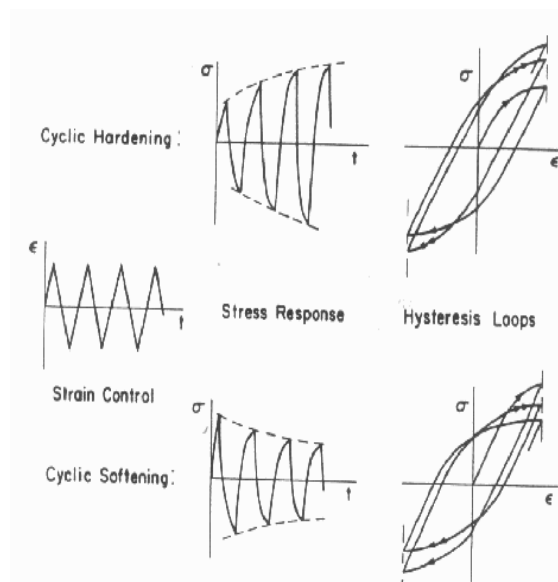 σ
σ
Cyclic Hardening:
t
ϵ
ϵ
t
Stress Response
Hysteresis Loops
Strain Control
σ
σ
Cyclic Softening:
t
ϵ